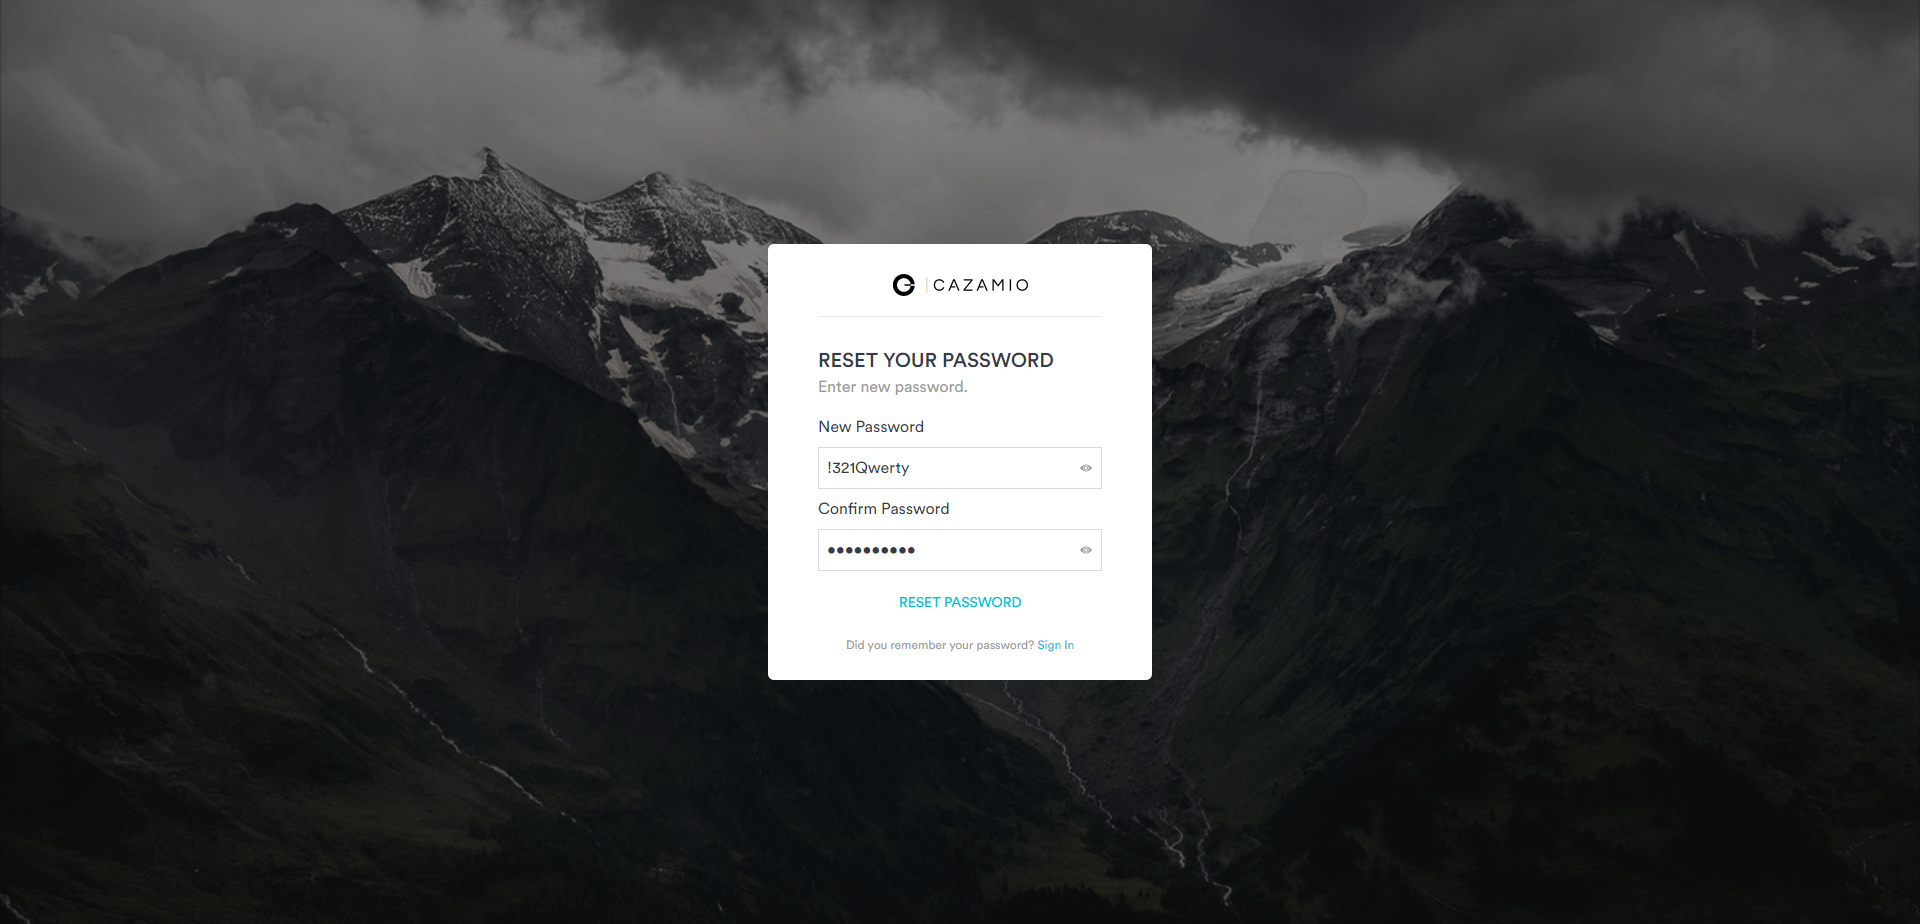 CAZAMIO
RESET YOUR PASSWORD
Enter new password.
New Password
!321Qwerty
Confirm Password
●●●●●●●●●●
RESET PASSWORD
Did you remember your password? Sign In